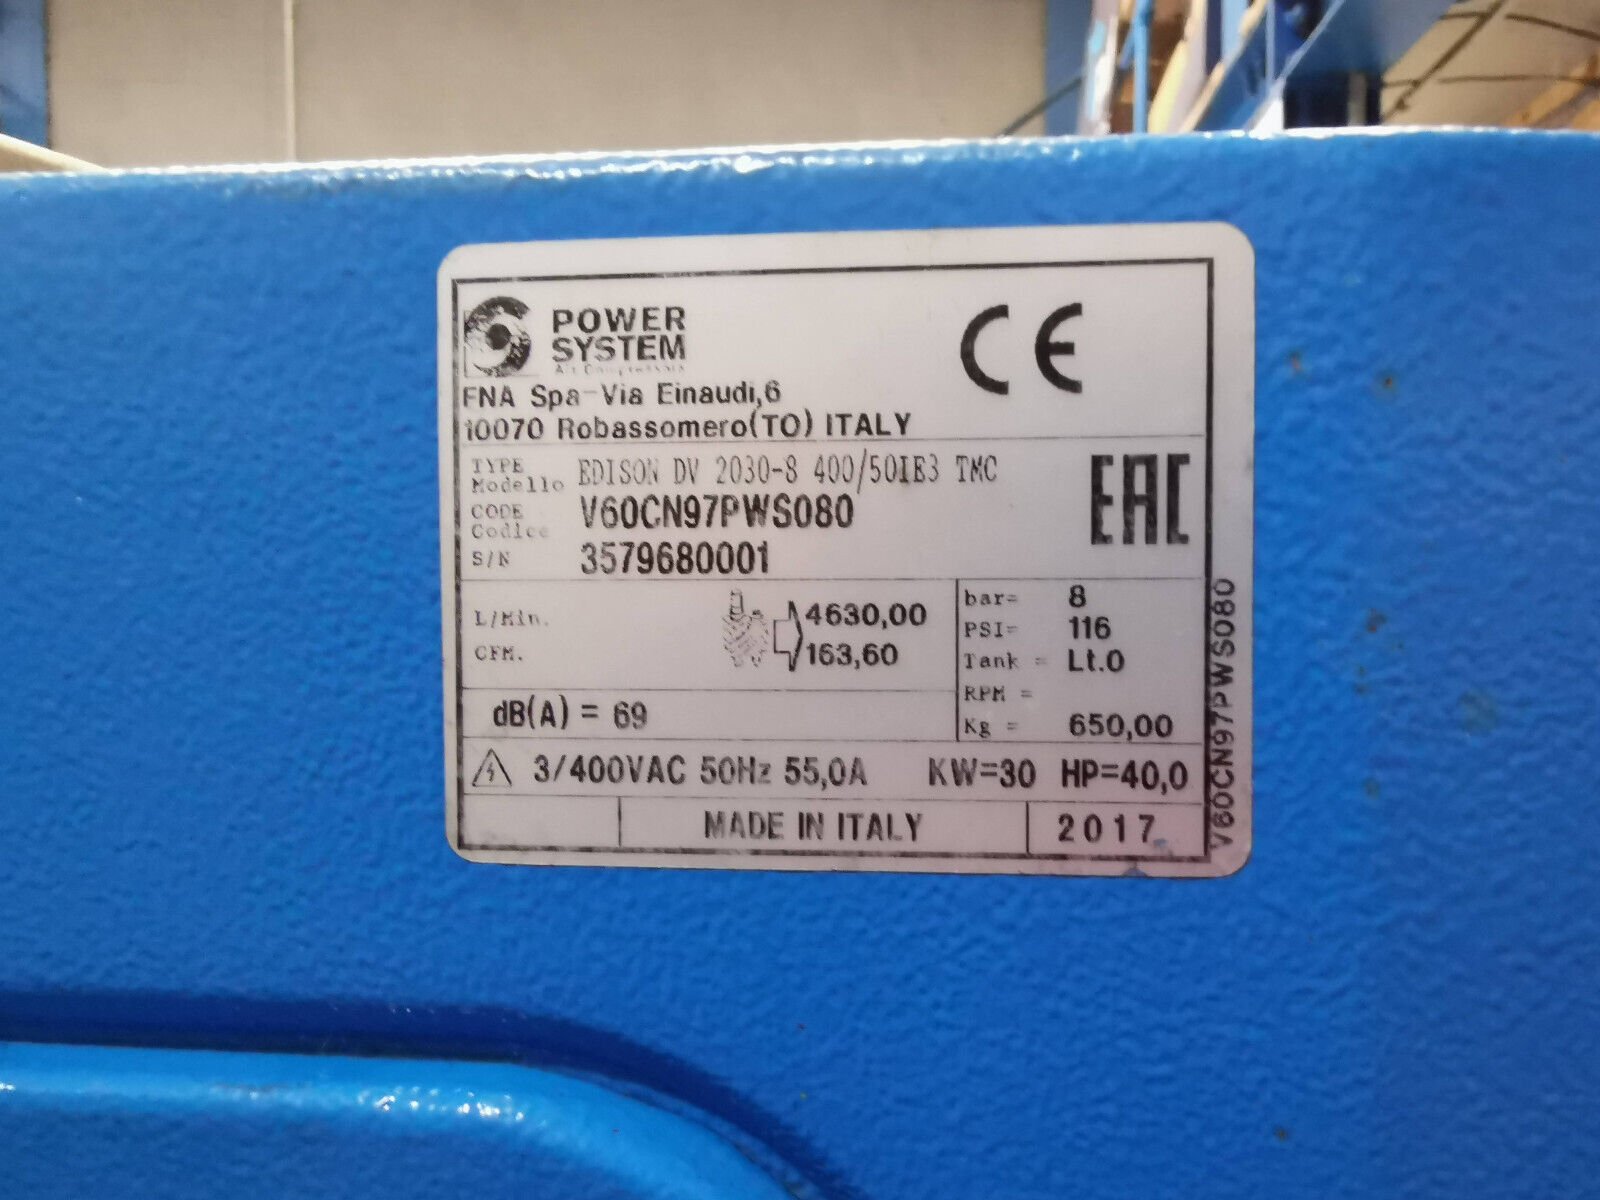 POWER
SYSTEM
Air Compressors
FNA Spa-Via Einaudi,6
10070 Robassomero(TO) ITALY
CE
TYPE
Modello
EDISON DV 2030-8 400/50IE3 TMC
CODE
Codice
V60CN97PWS080
S/N
3579680001
EAC
L/Min.
4630,00
CFM.
163,60
bar= 8
PSI= 116
Tank = Lt.0
RPM =
Kg = 650,00
dB(A) = 69
3/400VAC 50Hz 55,0A KW=30 HP=40,0
MADE IN ITALY
2017
V60CN97PWS080